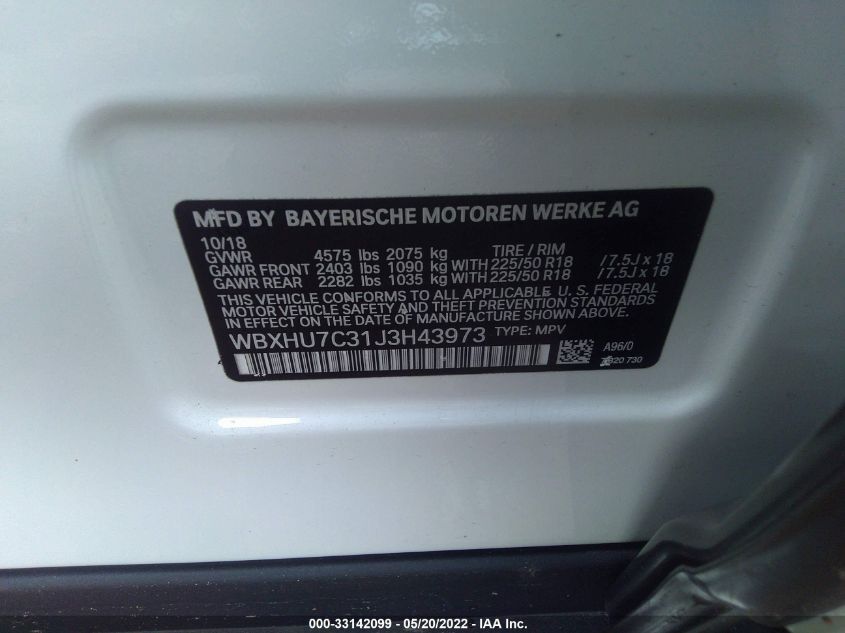 MFD BY BAYERISCHE MOTOREN WERKE AG
10/18
GVWR 4575 lbs 2075 kg TIRE / RIM
GAWR FRONT 2403 lbs 1090 kg WITH 225/50 R18 / 7.5J x 18
GAWR REAR 2282 lbs 1035 kg WITH 225/50 R18 / 7.5J x 18
THIS VEHICLE CONFORMS TO ALL APPLICABLE U. S. FEDERAL
MOTOR VEHICLE SAFETY AND THEFT PREVENTION STANDARDS
IN EFFECT ON THE DATE OF MANUFACTURE SHOWN ABOVE.
WBXHU7C31J3H43973 TYPE: MPV
A96/0
730
000-33142099 - 05/20/2022 - IAA Inc.